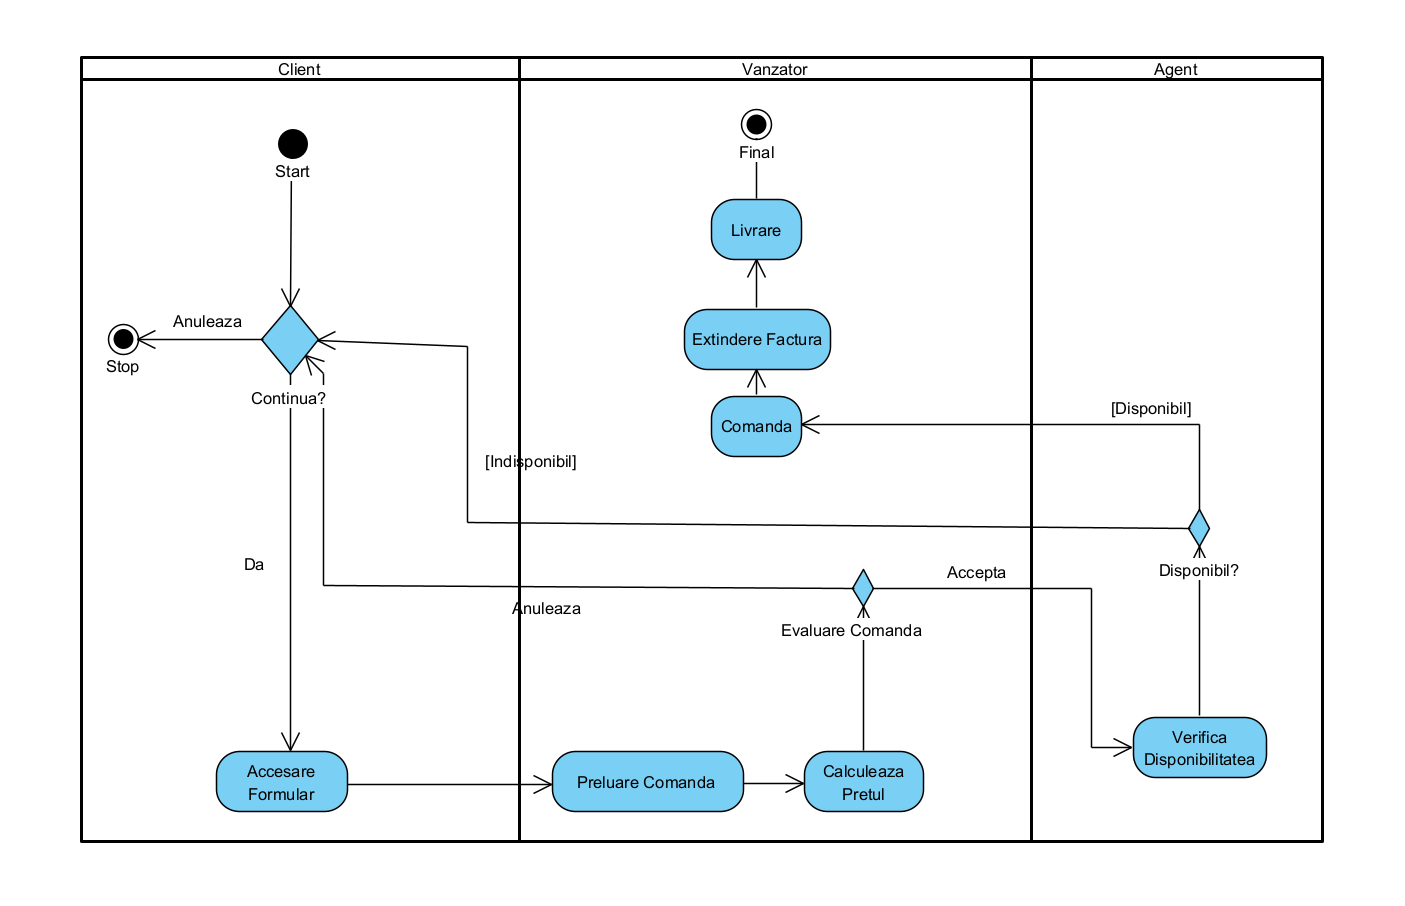 Client
Vanzator
Agent
Start
Final
Livrare
Anuleaza
Stop
Extindere Factura
Continua?
Comanda
[Disponibil]
[Indisponibil]
Da
Disponibil?
Accepta
Anuleaza
Evaluare Comanda
Verifica
Disponibilitatea
Accesare
Formular
Preluare Comanda
Calculeaza
Pretul